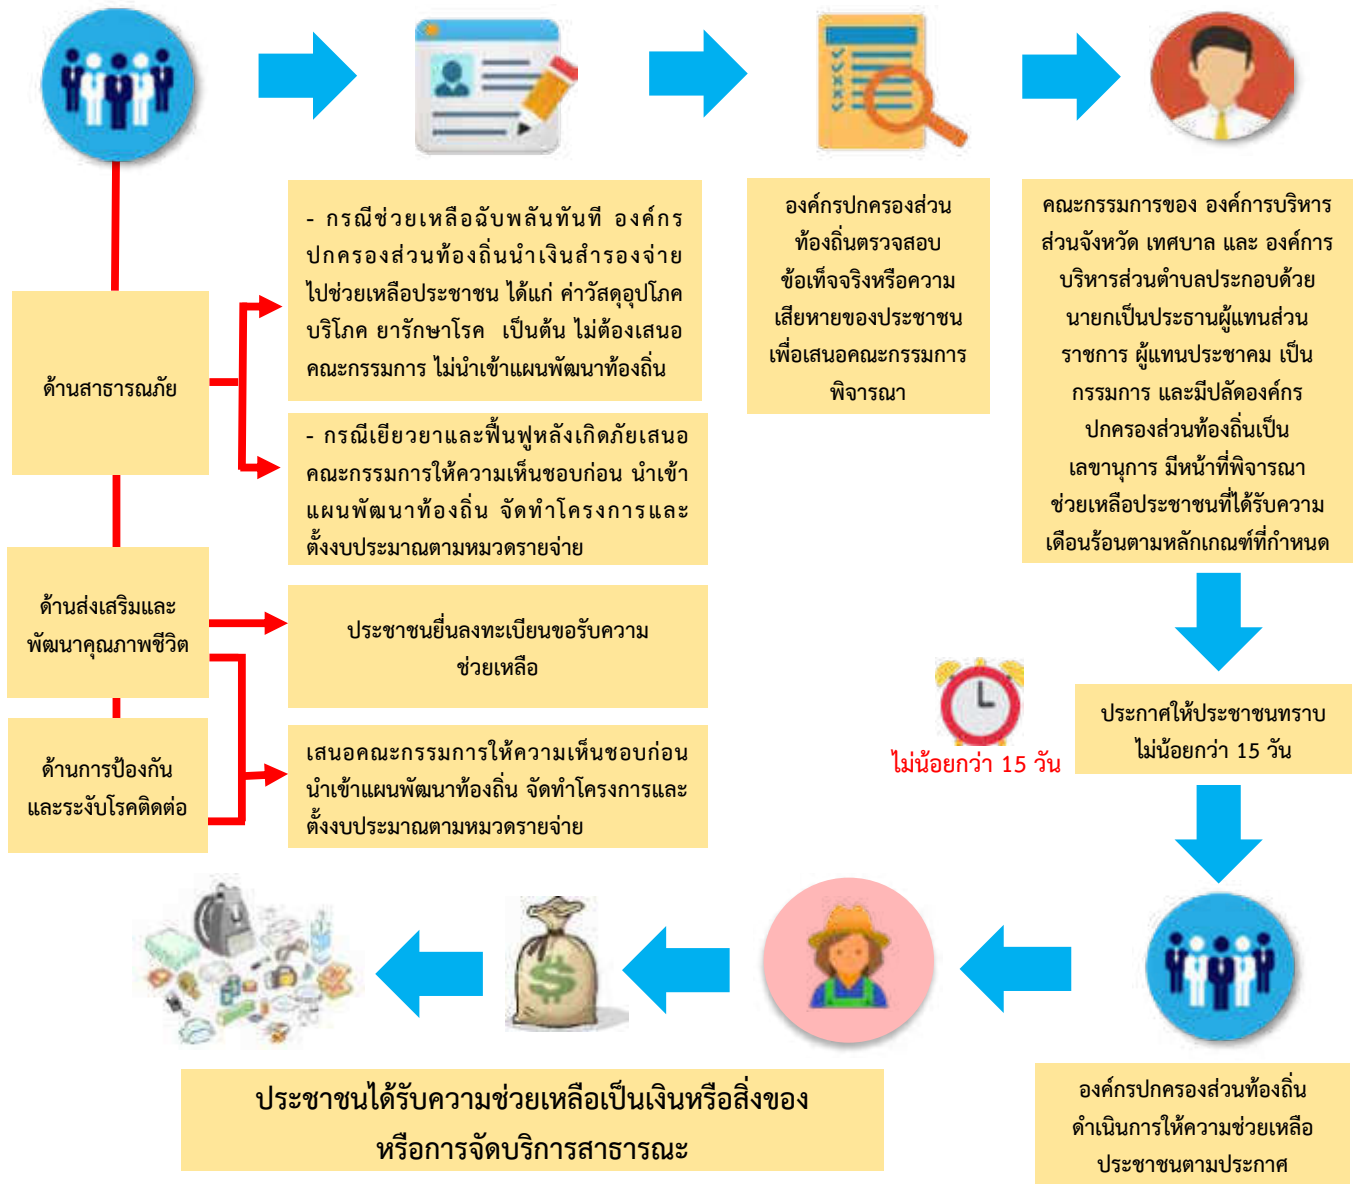 - กรณีช่วยเหลือฉับพลันทันที องค์กร
ปกครองส่วนท้องถิ่นนำเงินสำรองจ่าย
ไปช่วยเหลือประชาชน ได้แก่ ค่าวัสดุอุปโภค
บริโภค ยารักษาโรค เป็นต้น ไม่ต้องเสนอ
คณะกรรมการ ไม่นำเข้าแผนพัฒนาท้องถิ่น
องค์กรปกครองส่วน
ท้องถิ่นตรวจสอบ
ข้อเท็จจริงหรือความ
เสียหายของประชาชน
เพื่อเสนอคณะกรรมการ
พิจารณา
คณะกรรมการของ องค์การบริหาร
ส่วนจังหวัด เทศบาล และ องค์การ
บริหารส่วนตำบลประกอบด้วย
นายกเป็นประธานผู้แทนส่วน
ราชการ ผู้แทนประชาคม เป็น
กรรมการ และมีปลัดองค์กร
ปกครองส่วนท้องถิ่นเป็น
เลขานุการ มีหน้าที่พิจารณา
ช่วยเหลือประชาชนที่ได้รับความ
เดือนร้อนตามหลักเกณฑ์ที่กำหนด
ด้านสาธารณภัย
- กรณีเยียวยาและฟื้นฟูหลังเกิดภัยเสนอ
คณะกรรมการให้ความเห็นชอบก่อน นำเข้า
แผนพัฒนาท้องถิ่น จัดทำโครงการและ
ตั้งงบประมาณตามหมวดรายจ่าย
ด้านส่งเสริมและ
พัฒนาคุณภาพชีวิต
ประชาชนยื่นลงทะเบียนขอรับความ
ช่วยเหลือ
ด้านการป้องกัน
และระงับโรคติดต่อ
เสนอคณะกรรมการให้ความเห็นชอบก่อน
นำเข้าแผนพัฒนาท้องถิ่น จัดทำโครงการและ
ตั้งงบประมาณตามหมวดรายจ่าย
ไม่น้อยกว่า 15 วัน
ประกาศให้ประชาชนทราบ
ไม่น้อยกว่า 15 วัน
องค์กรปกครองส่วนท้องถิ่น
ดำเนินการให้ความช่วยเหลือ
ประชาชนตามประกาศ
ประชาชนได้รับความช่วยเหลือเป็นเงินหรือสิ่งของ
หรือการจัดบริการสาธารณะ